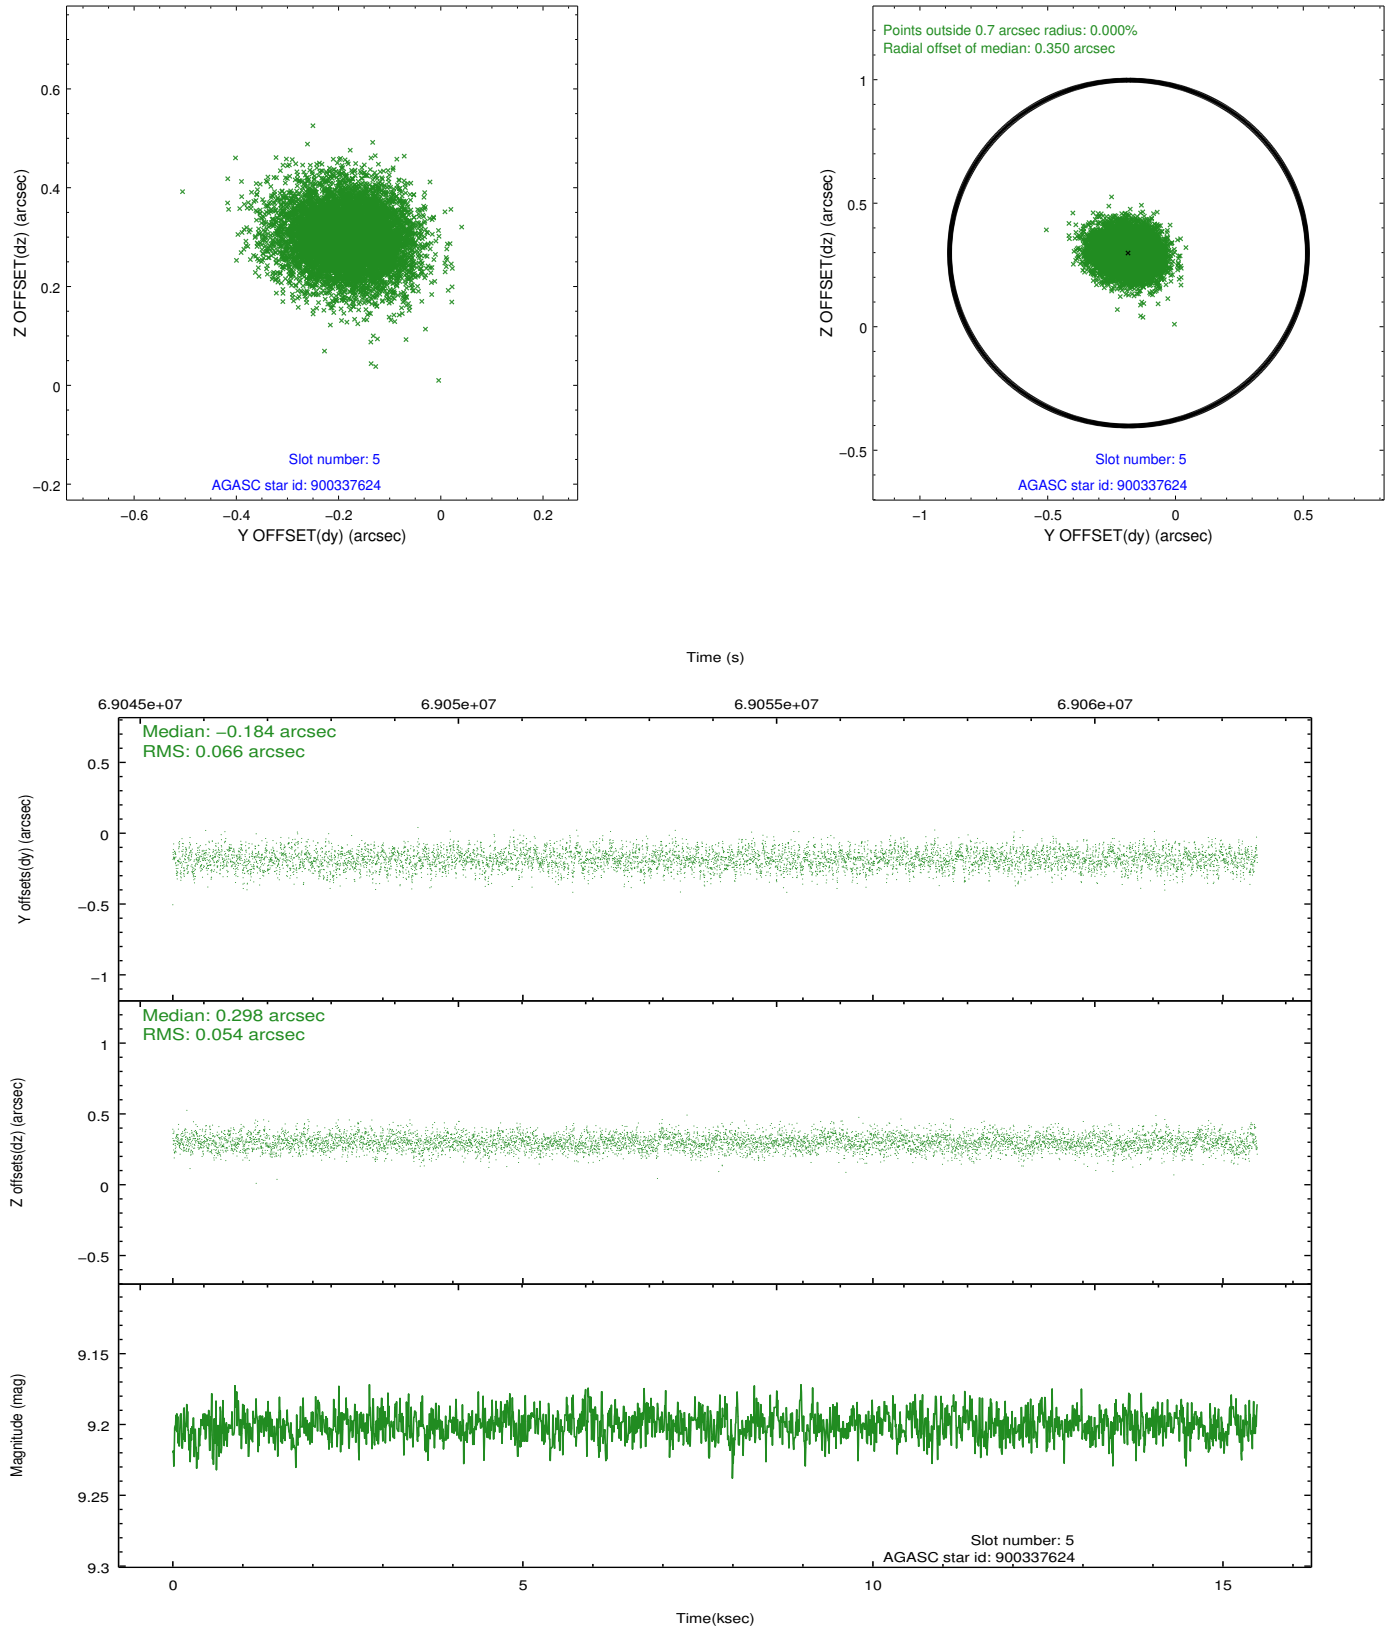 0.6
0.4
0.2
0
−0.2
Z OFFSET(dz) (arcsec)
Slot number: 5
AGASC star id: 900337624
−0.6
−0.4
−0.2
0
0.2
Y OFFSET(dy) (arcsec)
Points outside 0.7 arcsec radius: 0.000%
Radial offset of median: 0.350 arcsec
1
0.5
0
−0.5
Z OFFSET(dz) (arcsec)
Slot number: 5
AGASC star id: 900337624
−1
−0.5
0
0.5
Y OFFSET(dy) (arcsec)
Time (s)
6.9045e+07
6.905e+07
6.9055e+07
6.906e+07
Median: −0.184 arcsec
RMS: 0.066 arcsec
0.5
0
−0.5
−1
Y offsets(dy) (arcsec)
Median: 0.298 arcsec
RMS: 0.054 arcsec
1
0.5
0
−0.5
Z offsets(dz) (arcsec)
9.15
9.2
9.25
9.3
Magnitude (mag)
Slot number: 5
AGASC star id: 900337624
0
5
10
15
Time(ksec)